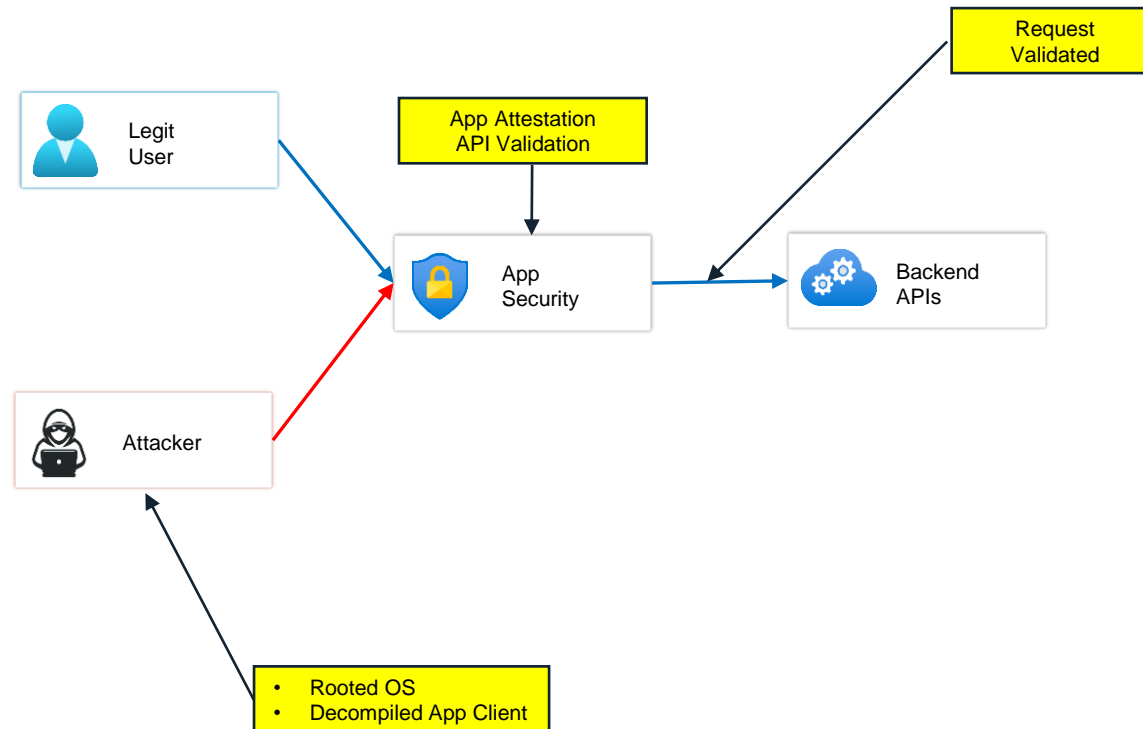 Request
Validated
Legit
User
App Attestation
API Validation
App
Security
Backend
APIs
Attacker
• Rooted OS
• Decompiled App Client